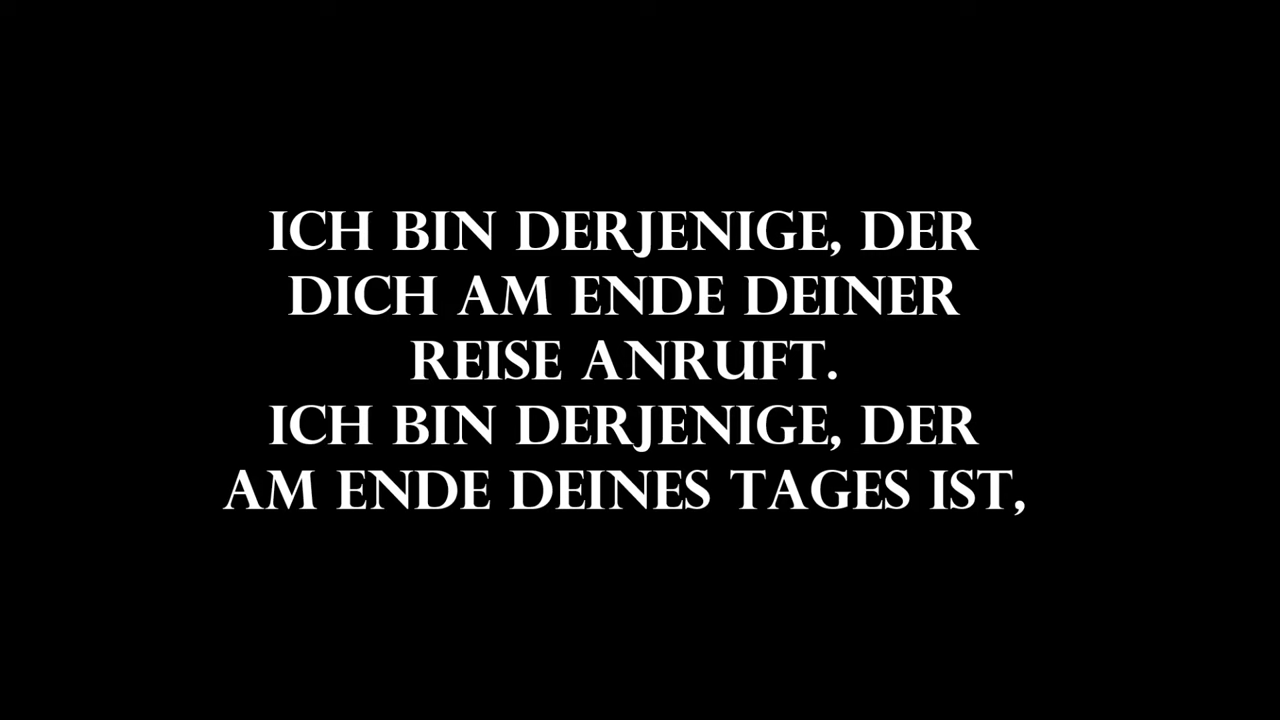 ICH BIN DERJENIGE, DER
DICH AM ENDE DEINER
REISE ANRUFT.
ICH BIN DERJENIGE, DER
AM ENDE DEINES TAGES IST,